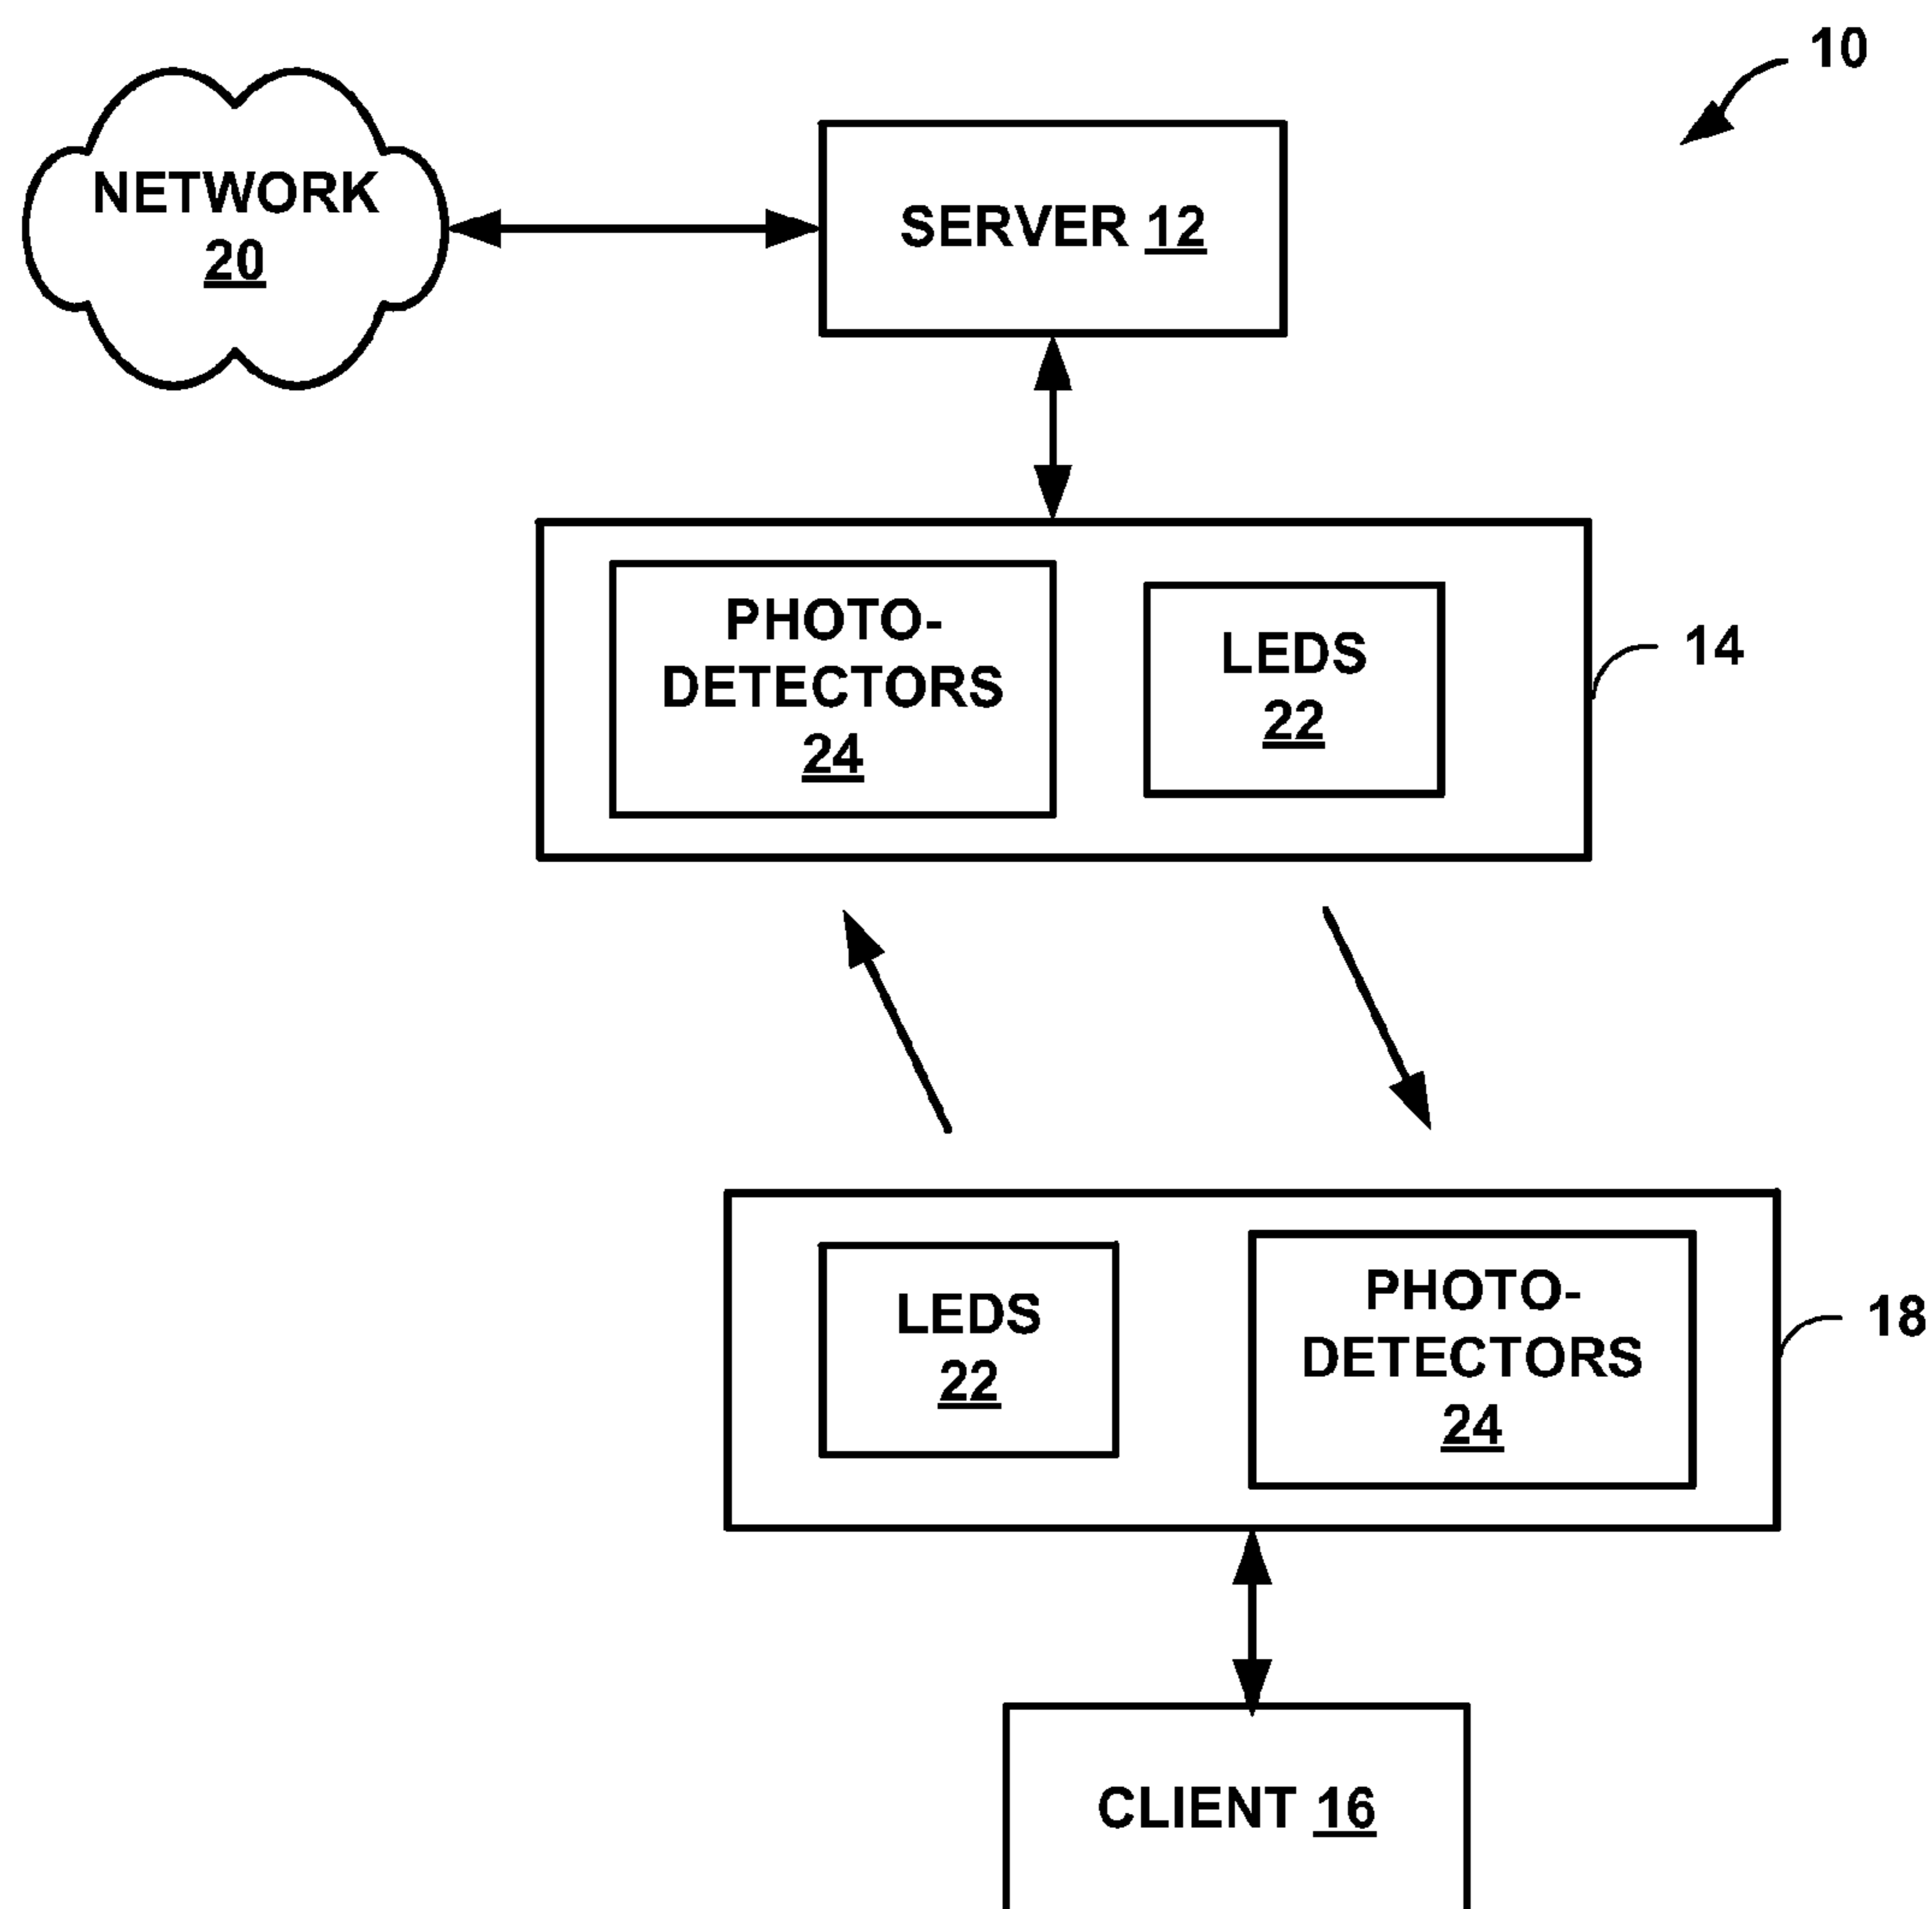 10
NETWORK
20
SERVER 12
PHOTO-
DETECTORS
24
LEDS
22
14
LEDS
22
PHOTO-
DETECTORS
24
18
CLIENT 16